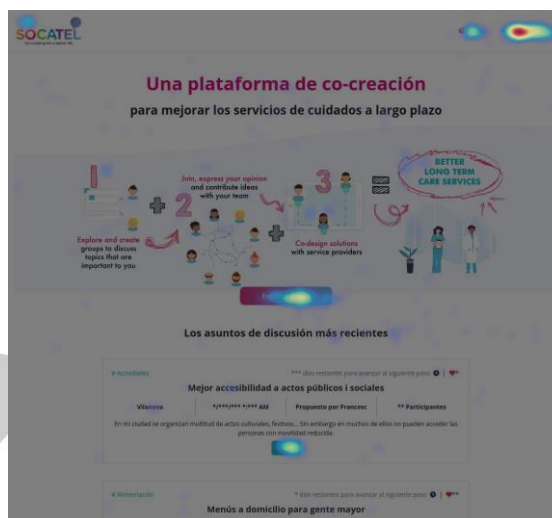 SOCATEL
Una plataforma de co-creación
para mejorar los servicios de cuidados a largo plazo
1
Explore and create
groups to discuss
topics that are
important to you
2
Join, express your opinion
and contribute ideas
with your team
3
Co-design solutions
with service providers
BETTER
LONG TERM
CARE SERVICES
Los asuntos de discusión más recientes
# Actividades
*** días restantes para avanzar al siguiente paso | **
Mejor accesibilidad a actos públicos i sociales
Vilanova
*/***/*** *:*** AM
Propuesto por Francesc
** Participantes
En mi ciudad se organizan multitud de actos culturales, festivos... Sin embargo en muchos de ellos no pueden acceder las
personas con movilidad reducida.
# Alimentación
* días restantes para avanzar al siguiente paso | **
Menús a domicilio para gente mayor